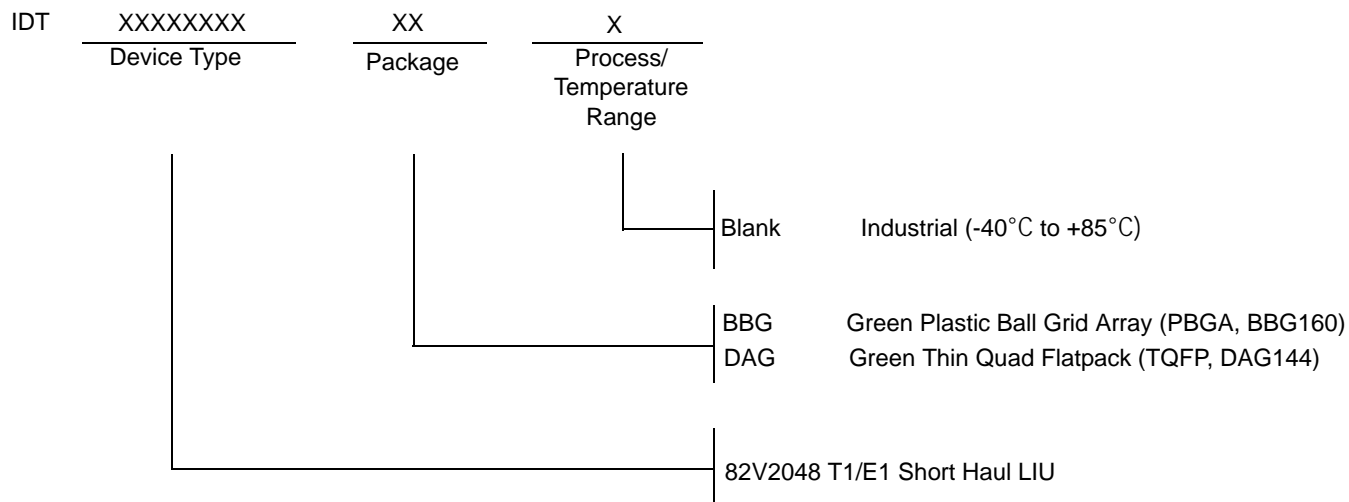 IDT XXXXXXXX XX X
Device Type Package Process/
Temperature
Range
Blank Industrial (-40°C to +85°C)
BBG Green Plastic Ball Grid Array (PBGA, BBG160)
DAG Green Thin Quad Flatpack (TQFP, DAG144)
82V2048 T1/E1 Short Haul LIU